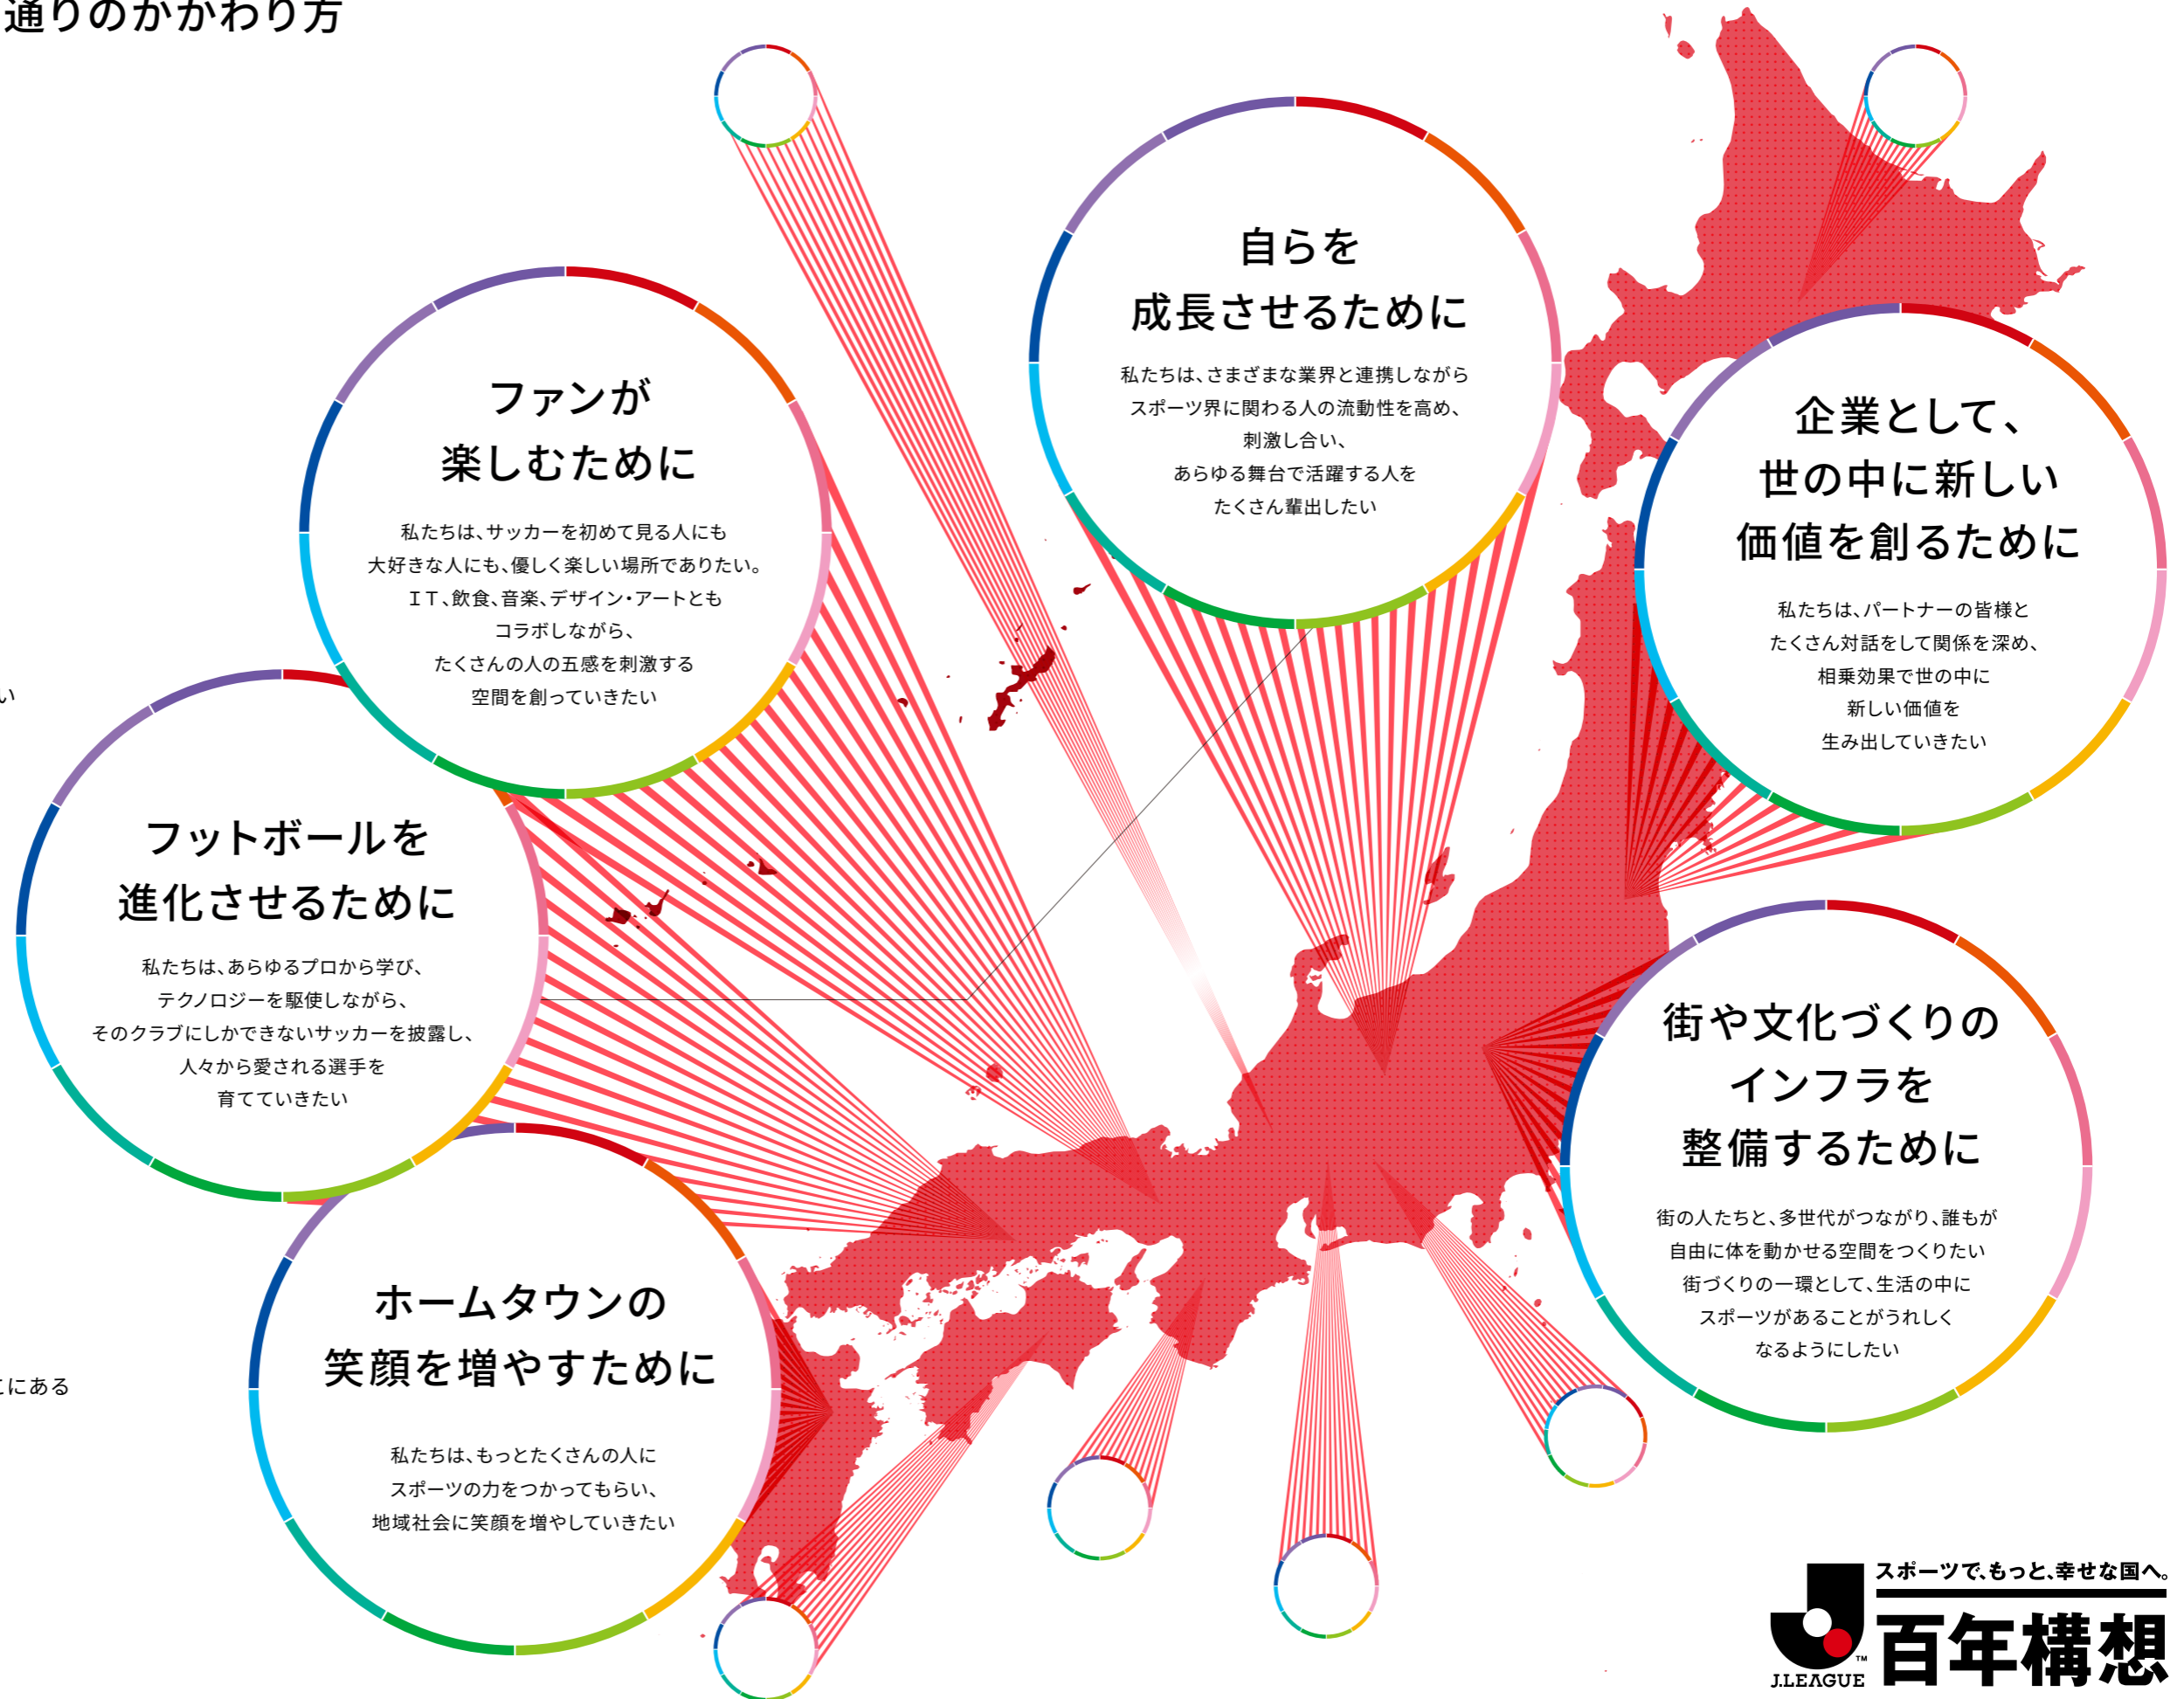 通りのかかわり方
自らを
成長させるために
私たちは、さまざまな業界と連携しながら
スポーツ界に関わる人の流動性を高め、
刺激し合い、
あらゆる舞台で活躍する人を
たくさん輩出したい
ファンが
楽しむために
私たちは、サッカーを初めて見る人にも
大好きな人にも、優しく楽しい場所でありたい。
ＩＴ、飲食、音楽、デザイン・アートとも
コラボしながら、
たくさんの人の五感を刺激する
空間を創っていきたい
企業として、
世の中に新しい
価値を創るために
私たちは、パートナーの皆様と
たくさん対話をして関係を深め、
相乗効果で世の中に
新しい価値を
生み出していきたい
い
フットボールを
進化させるために
私たちは、あらゆるプロから学び、
テクノロジーを駆使しながら、
そのクラブにしかできないサッカーを披露し、
人々から愛される選手を
育てていきたい
街や文化づくりの
インフラを
整備するために
街の人たちと、多世代がつながり、誰もが
自由に体を動かせる空間をつくりたい
街づくりの一環として、生活の中に
スポーツがあることがうれしく
なるようにしたい
ホームタウンの
笑顔を増やすために
私たちは、もっとたくさんの人に
スポーツの力をつかってもらい、
地域社会に笑顔を増やしていきたい
にある
スポーツで、もっと、幸せな国へ。
百年構想
J.LEAGUE
TM